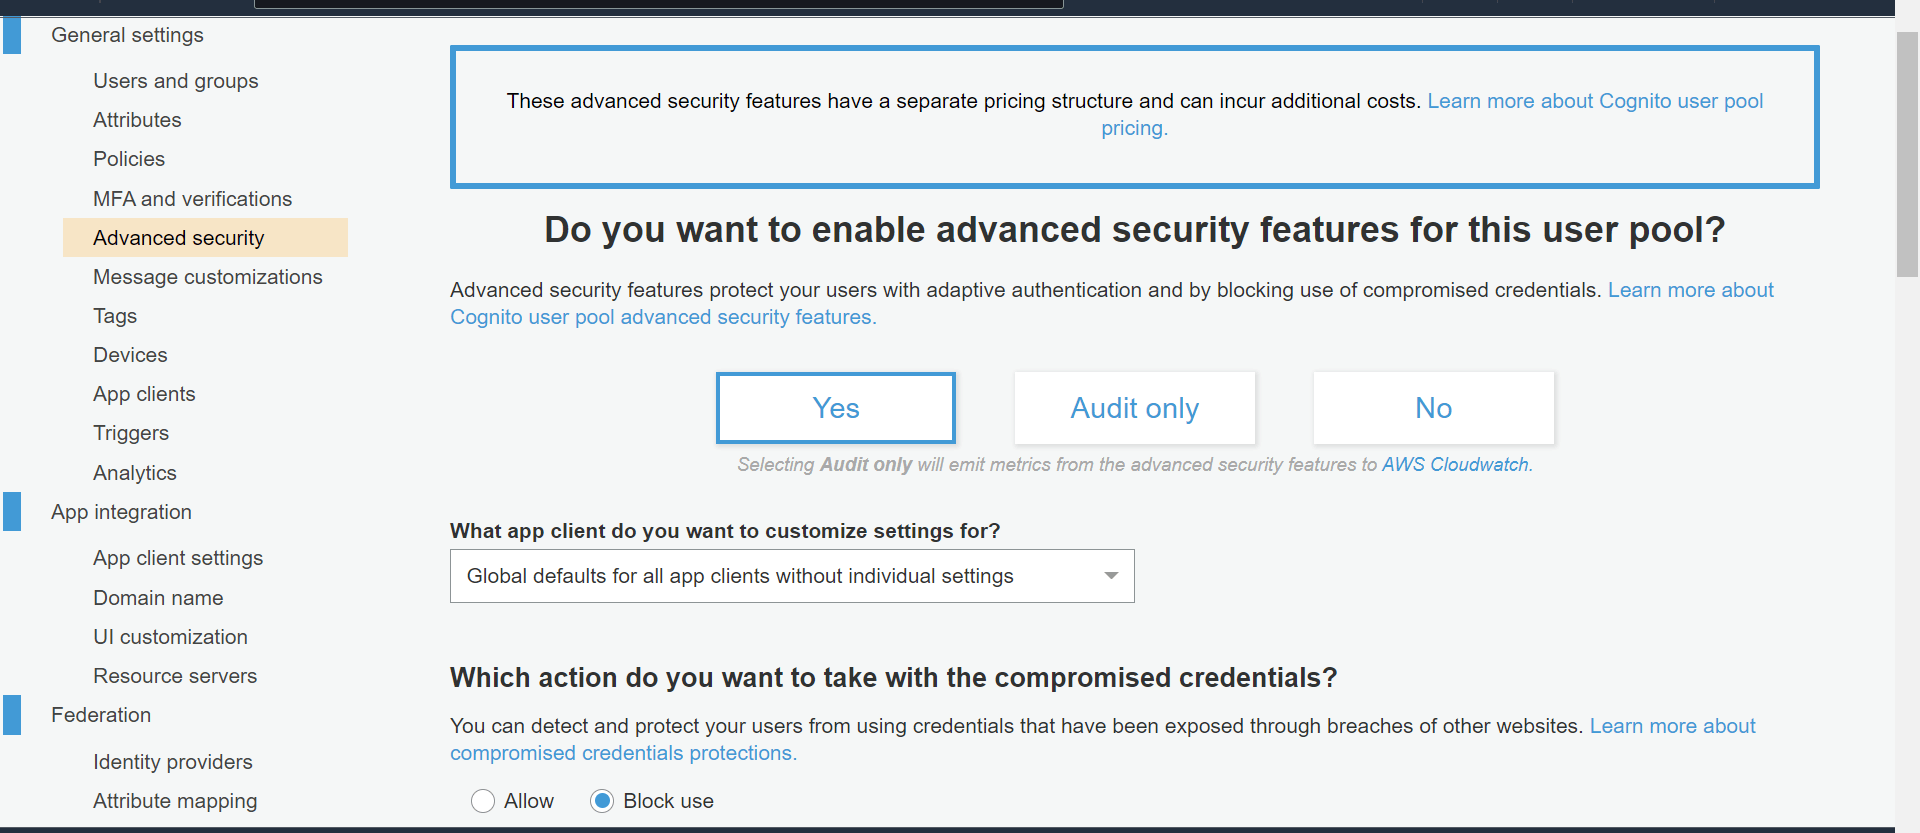 General settings
Users and groups
Attributes
Policies
MFA and verifications
Advanced security
Message customizations
Tags
Devices
App clients
Triggers
Analytics
App integration
App client settings
Domain name
UI customization
Resource servers
Federation
Identity providers
Attribute mapping
These advanced security features have a separate pricing structure and can incur additional costs. Learn more about Cognito user pool
pricing.
Do you want to enable advanced security features for this user pool?
Advanced security features protect your users with adaptive authentication and by blocking use of compromised credentials. Learn more about
Cognito user pool advanced security features.
Yes
Audit only
No
Selecting Audit only will emit metrics from the advanced security features to AWS Cloudwatch.
What app client do you want to customize settings for?
Global defaults for all app clients without individual settings
Which action do you want to take with the compromised credentials?
You can detect and protect your users from using credentials that have been exposed through breaches of other websites. Learn more about
compromised credentials protections.
Allow
Block use